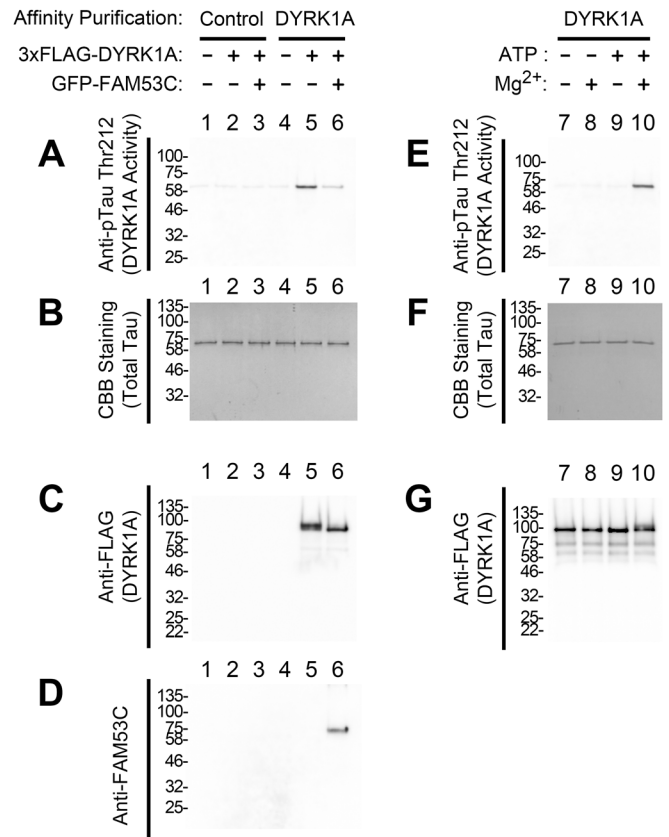 Affinity Purification: Control DYRK1A
3xFLAG-DYRK1A: - + + - + +
GFP-FAM53C: - - + - - +
DYRK1A
ATP: - - + +
Mg2+: - + - +
A
Anti-pTau Thr212
(DYRK1A Activity)
1 2 3 4 5 6
100-
75-
58-
46-
32-
25-
B
CBB Staining
(Total Tau)
1 2 3 4 5 6
135-
100-
75-
58-
46-
32-
C
Anti-FLAG
(DYRK1A)
1 2 3 4 5 6
135-
100-
75-
58-
46-
32-
25-
22-
D
Anti-FAM53C
1 2 3 4 5 6
135-
100-
75-
58-
46-
32-
25-
E
Anti-pTau Thr212
(DYRK1A Activity)
7 8 9 10
100-
75-
58-
46-
32-
25-
F
CBB Staining
(Total Tau)
7 8 9 10
135-
100-
75-
58-
46-
32-
G
Anti-FLAG
(DYRK1A)
7 8 9 10
135-
100-
75-
58-
46-
32-
25-
22-